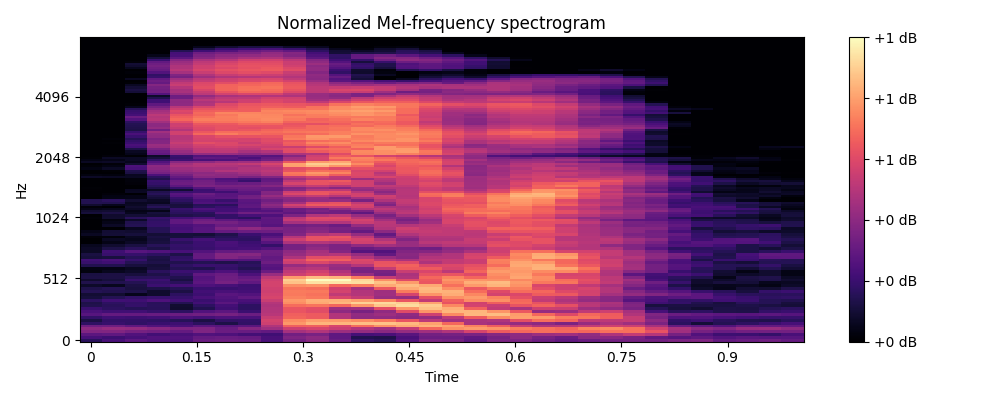 Normalized Mel-frequency spectrogram
Hz
4096
2048
1024
512
0
0 0.15 0.3 0.45 0.6 0.75 0.9
Time
+1 dB
+1 dB
+1 dB
+0 dB
+0 dB
+0 dB